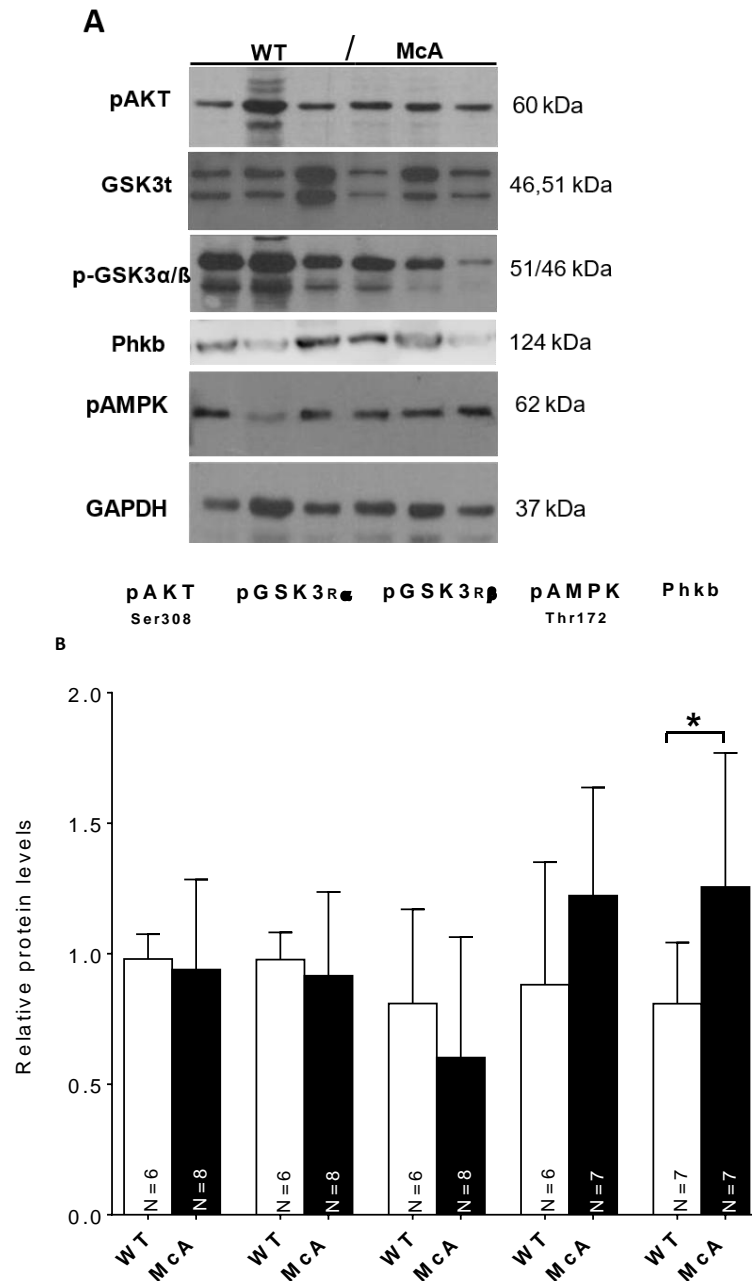 A
WT / McA
pAKT 60 kDa
GSK3t 46,51 kDa
p-GSK3α/ß 51/46 kDa
Phkb 124 kDa
pAMPK 62 kDa
GAPDH 37 kDa
pAKT pGSK3Rα pGSK3Rβ pAMPK Phkb
Ser308 Thr172
B
Relative protein levels
2.0
*
1.5
1.0
0.5
0.0
N=6 N=8 N=6 N=8 N=6 N=8 N=6 N=7 N=7 N=7
WT McA WT McA WT McA WT McA WT McA